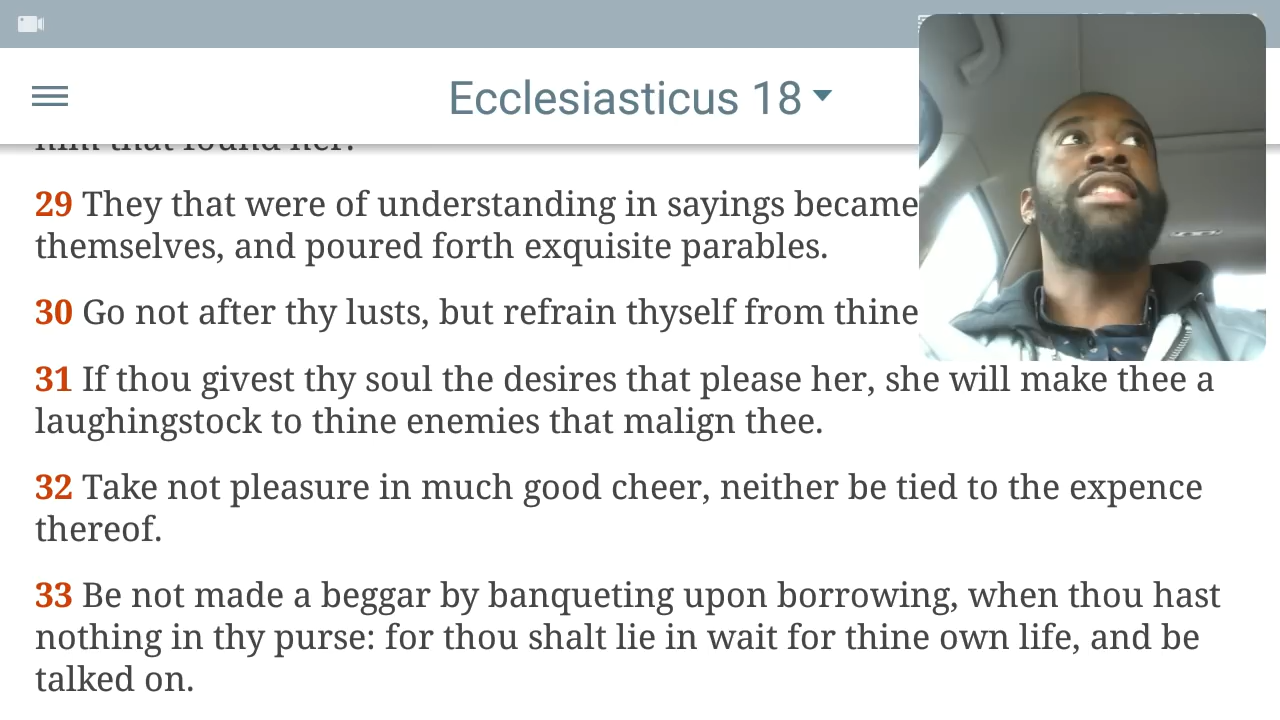 Ecclesiasticus 18
him that found her.
29 They that were of understanding in sayings became
themselves, and poured forth exquisite parables.
30 Go not after thy lusts, but refrain thyself from thine
31 If thou givest thy soul the desires that please her, she will make thee a
laughingstock to thine enemies that malign thee.
32 Take not pleasure in much good cheer, neither be tied to the expence
thereof.
33 Be not made a beggar by banqueting upon borrowing, when thou hast
nothing in thy purse: for thou shalt lie in wait for thine own life, and be
talked on.